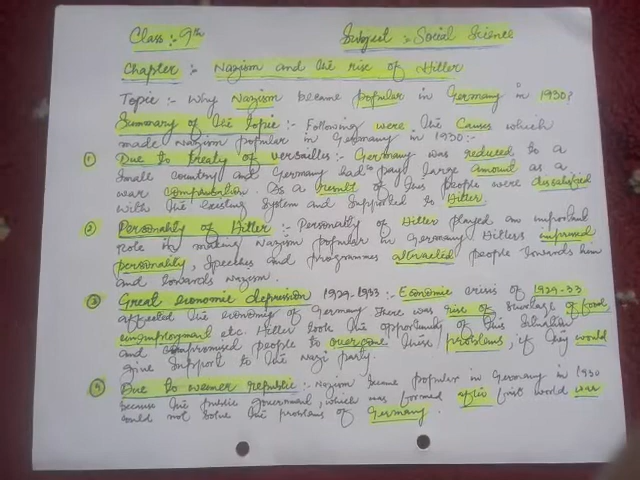 Class :- 9th Subject :- Social Science
Chapter :- Nazism and the rise of Hitler
Topic :- Why Nazism became popular in Germany in 1930?
Summary of the topic :- Following were the Causes which
made Nazism popular in Germany in 1930 :-
① Due to treaty of versailles :- Germany was reduced to a
Small country and Germany had pay large amount as a
war As a result of this people were
with the existing System and Supported to Hitler.
② Personality of Hitler :- Personality of Hitler played an important
Role in making Nazism popular in Germany Hitlers
personality, Speeches and programmes attracted people towards him
and towards Nazism.
③ Great economic depression 1929-1933 :- Economic crisis of 1929-33
affected the economy of Germany there was rise of shortage of food,
unemployment etc. Hitler took the opportunity of this Situation
and people to overcome these problems, if they would
give Support to the Nazi party.
④ Due to weimer republic :- Nazism became popular in Germany in 1930
because the government, which was formed after first world war
could not Solve the problems of Germany.